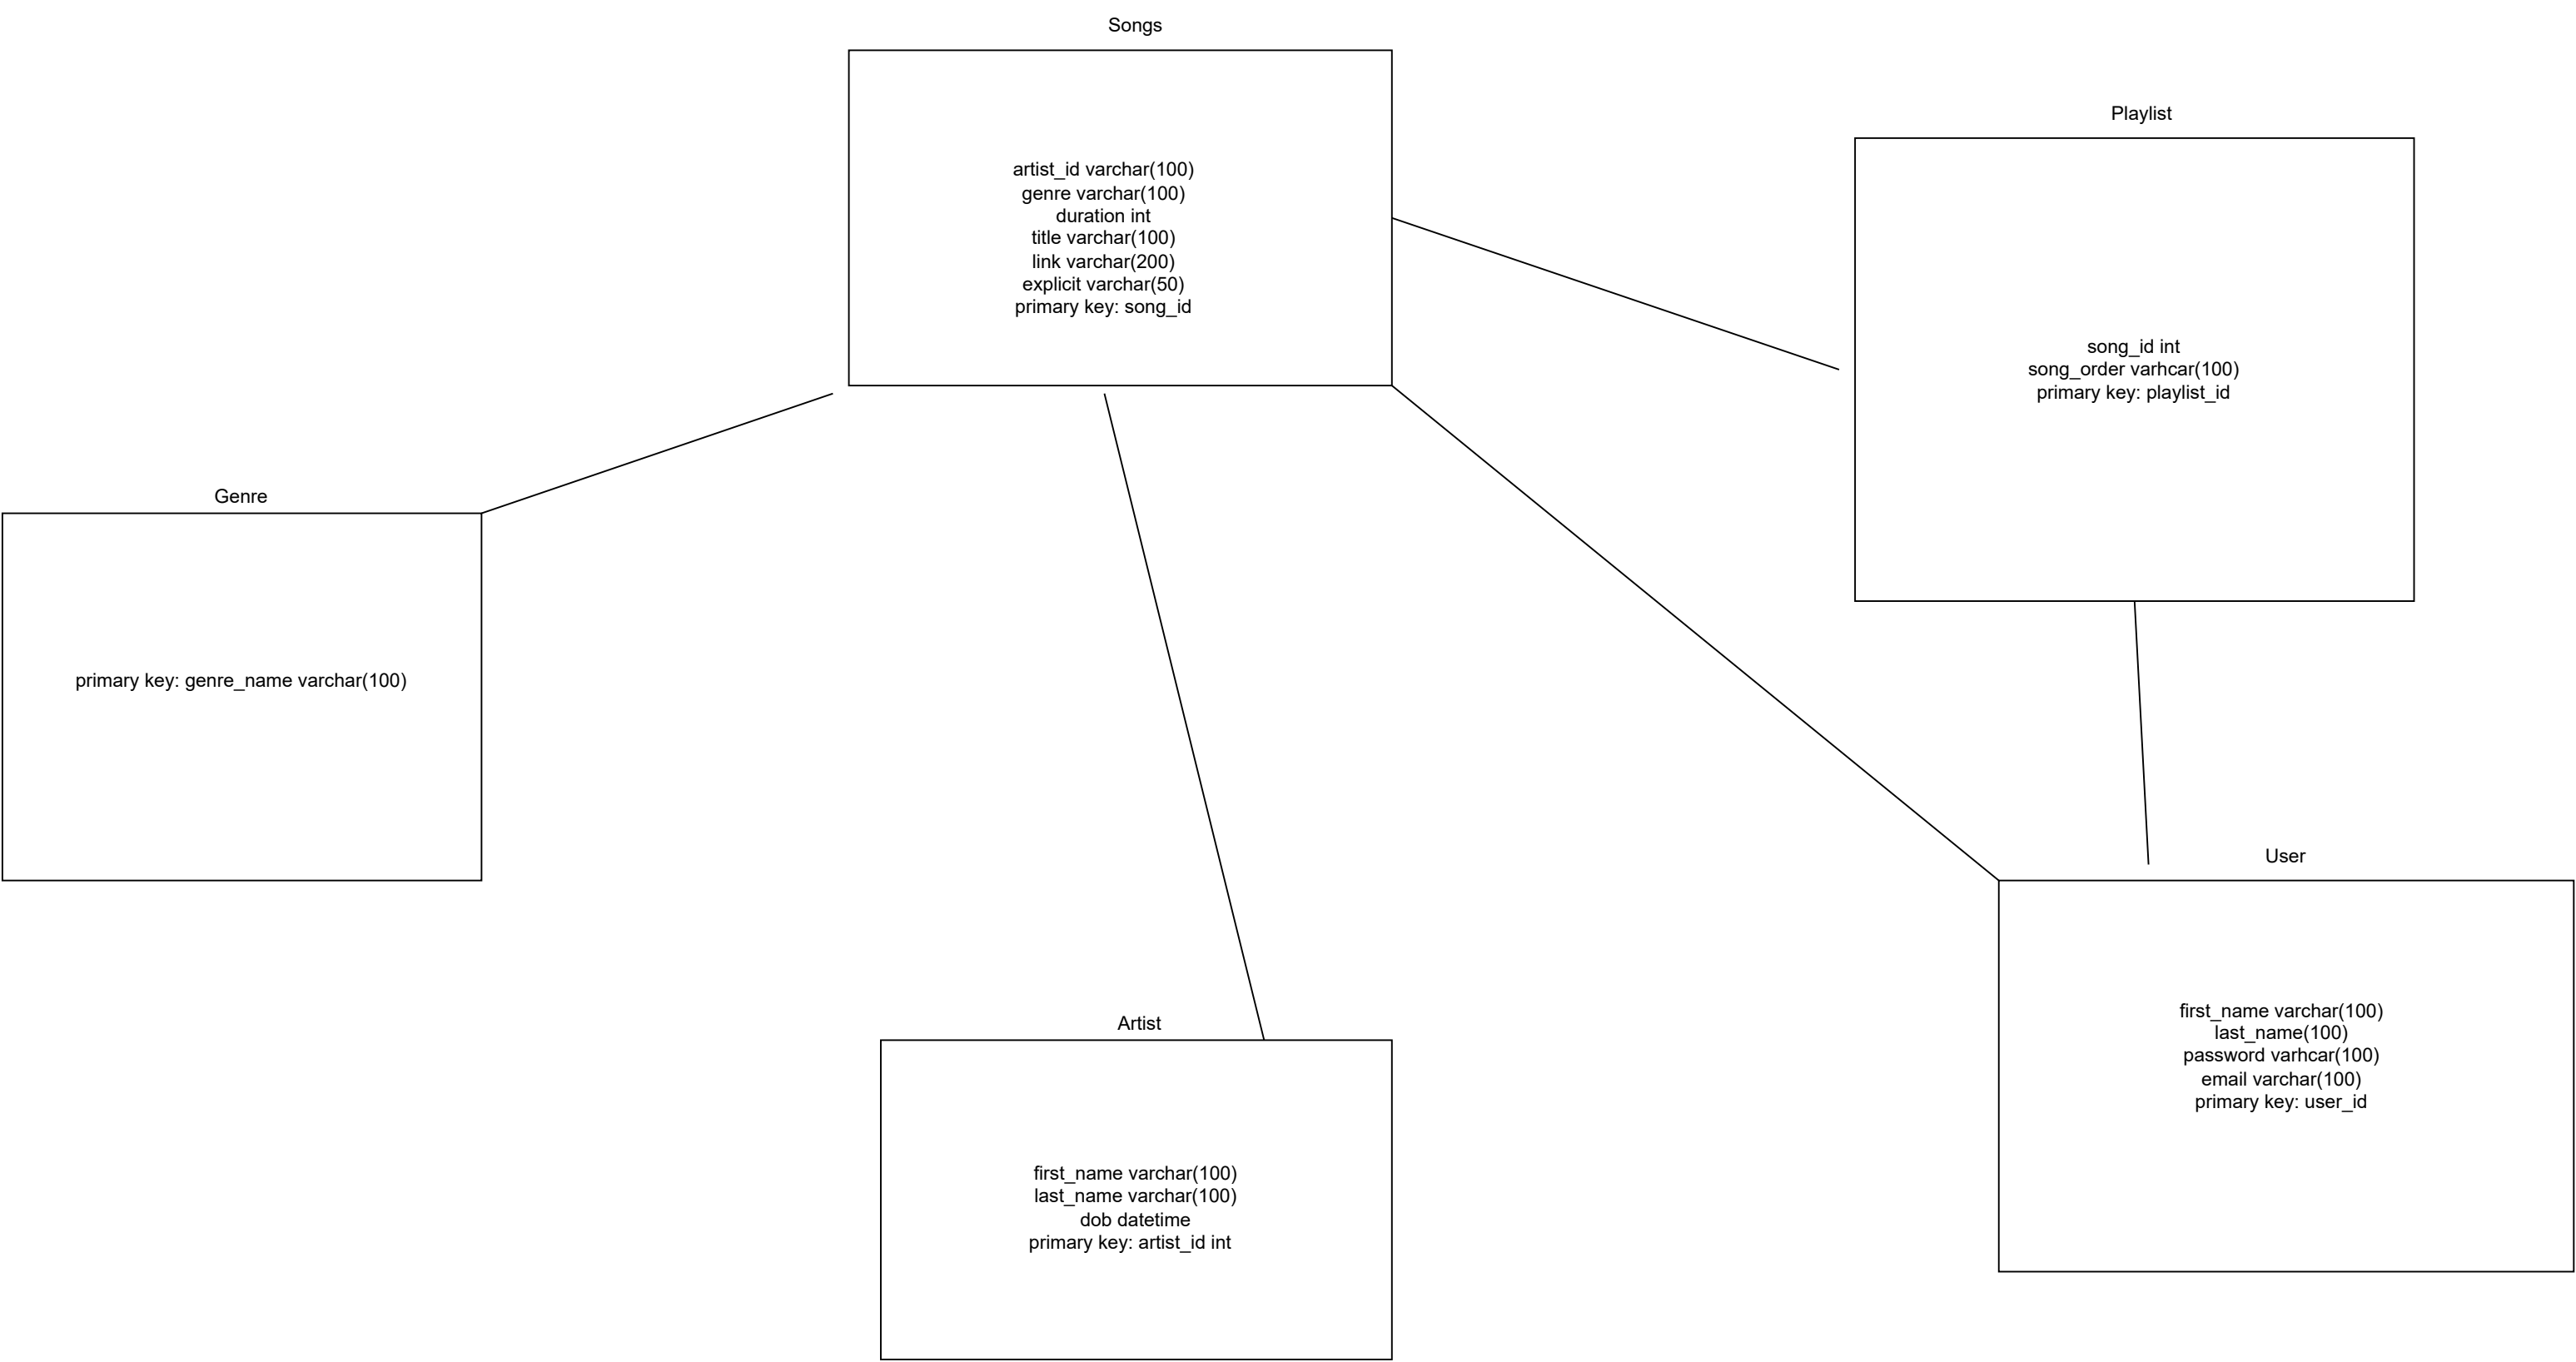 Songs
artist_id varchar(100)
genre varchar(100)
duration int
title varchar(100)
link varchar(200)
explicit varchar(50)
primary key: song_id
Playlist
song_id int
song_order varhcar(100)
primary key: playlist_id
Genre
primary key: genre_name varchar(100)
Artist
first_name varchar(100)
last_name varchar(100)
dob datetime
primary key: artist_id int
User
first_name varchar(100)
last_name(100)
password varhcar(100)
email varchar(100)
primary key: user_id